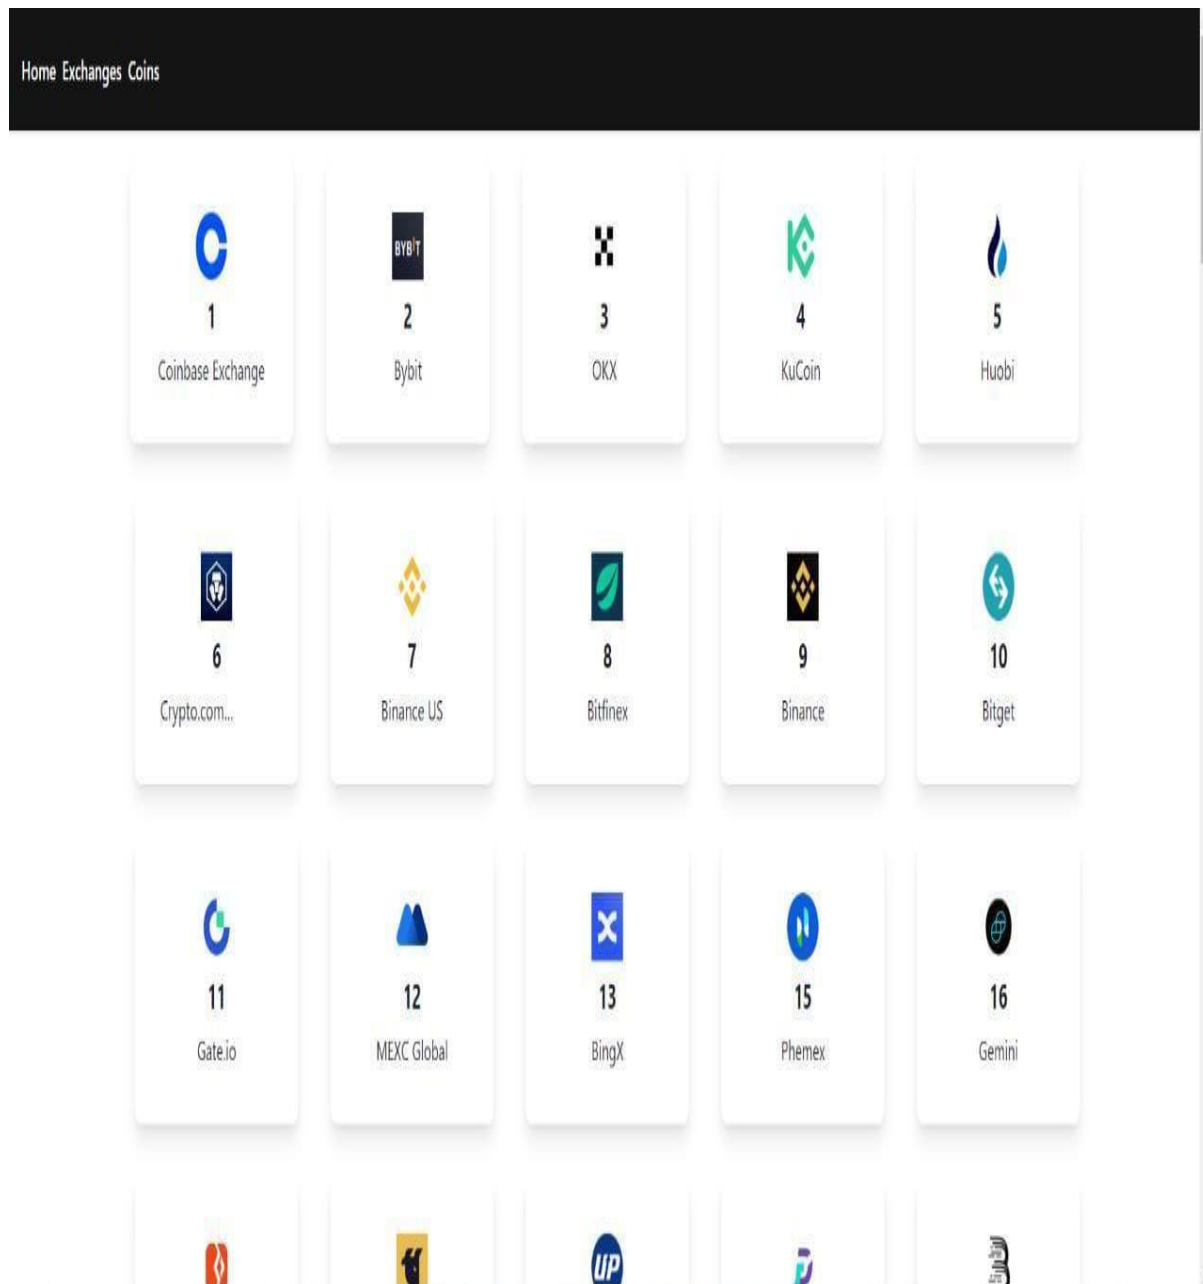 Home Exchanges Coins
BYBIT
1 2 3 4 5
Coinbase Exchange Bybit OKX KuCoin Huobi
6 7 8 9 10
Crypto.com... Binance US Bitfinex Binance Bitget
11 12 13 15 16
Gate.io MEXC Global BingX Phemex Gemini
UP